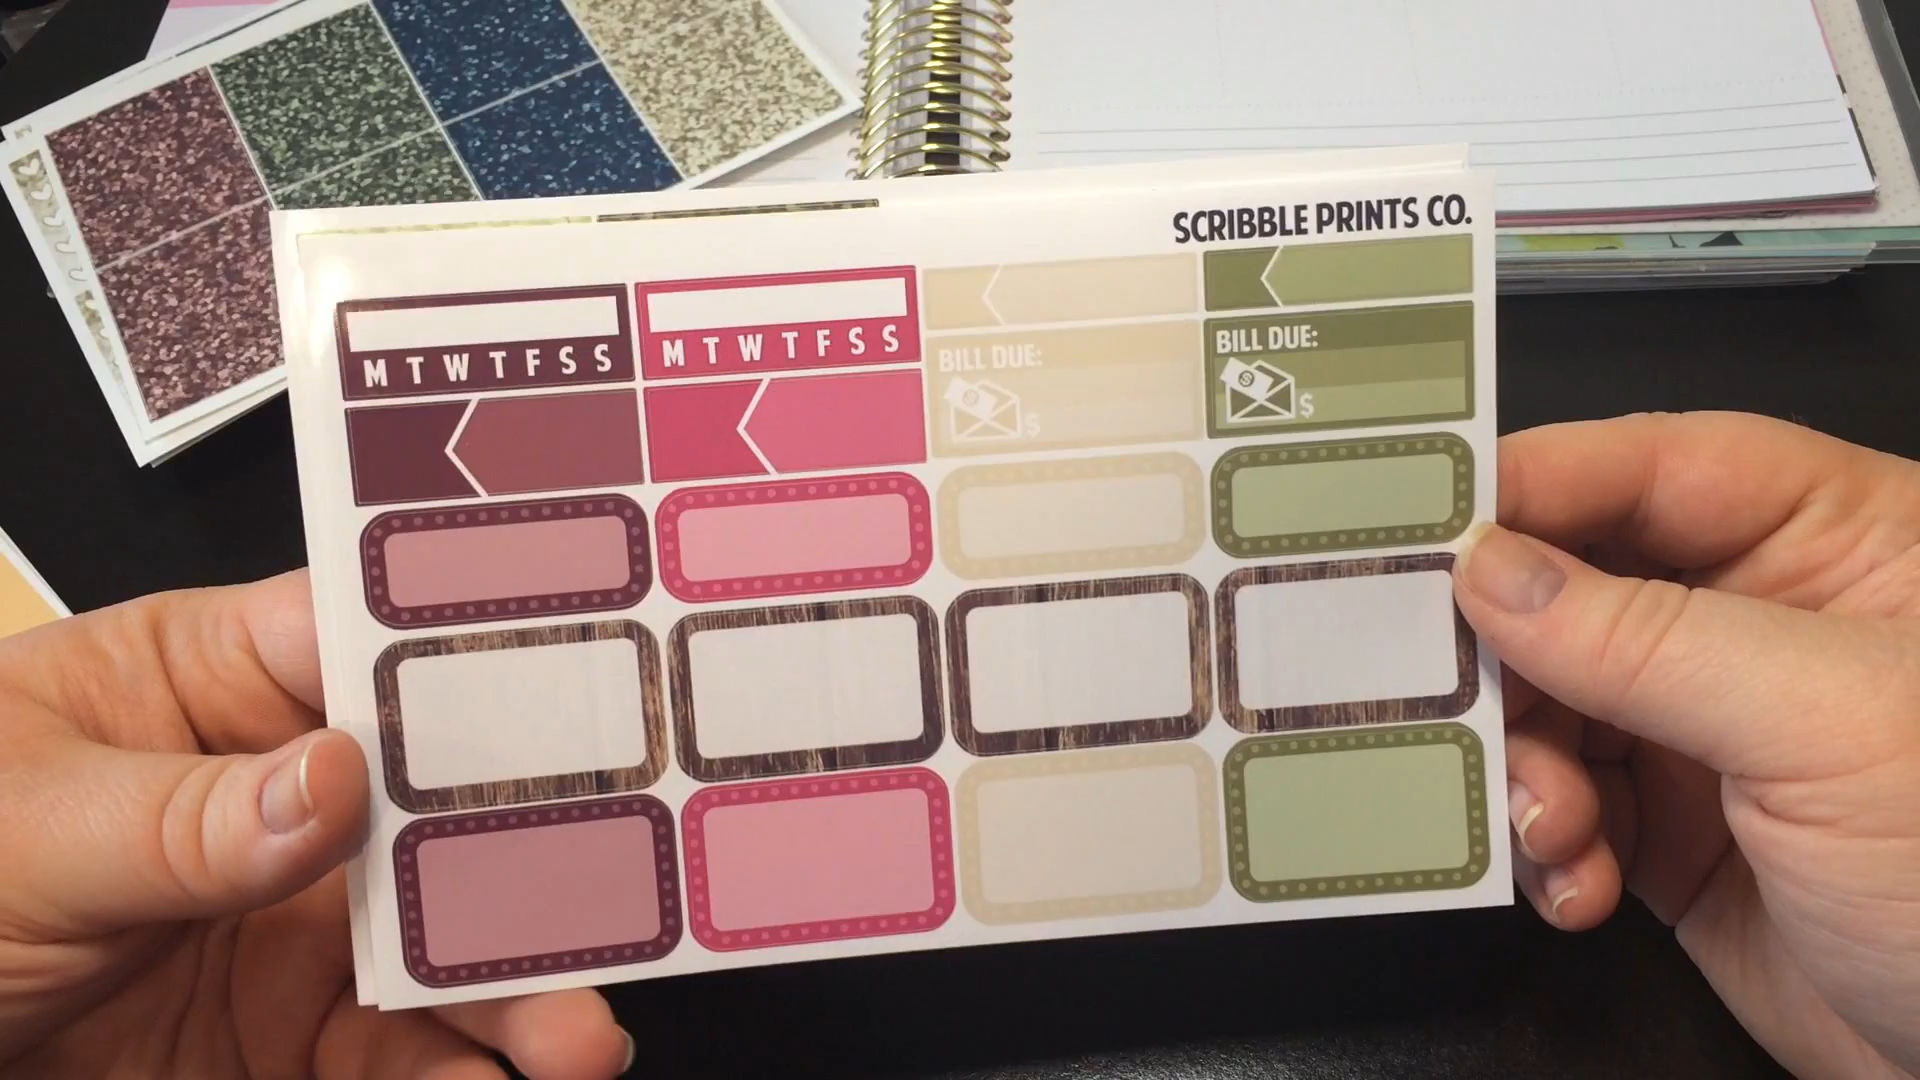 SCRIBBLE PRINTS CO.
M T W T F S S
M T W T F S S
BILL DUE:
$
BILL DUE:
$